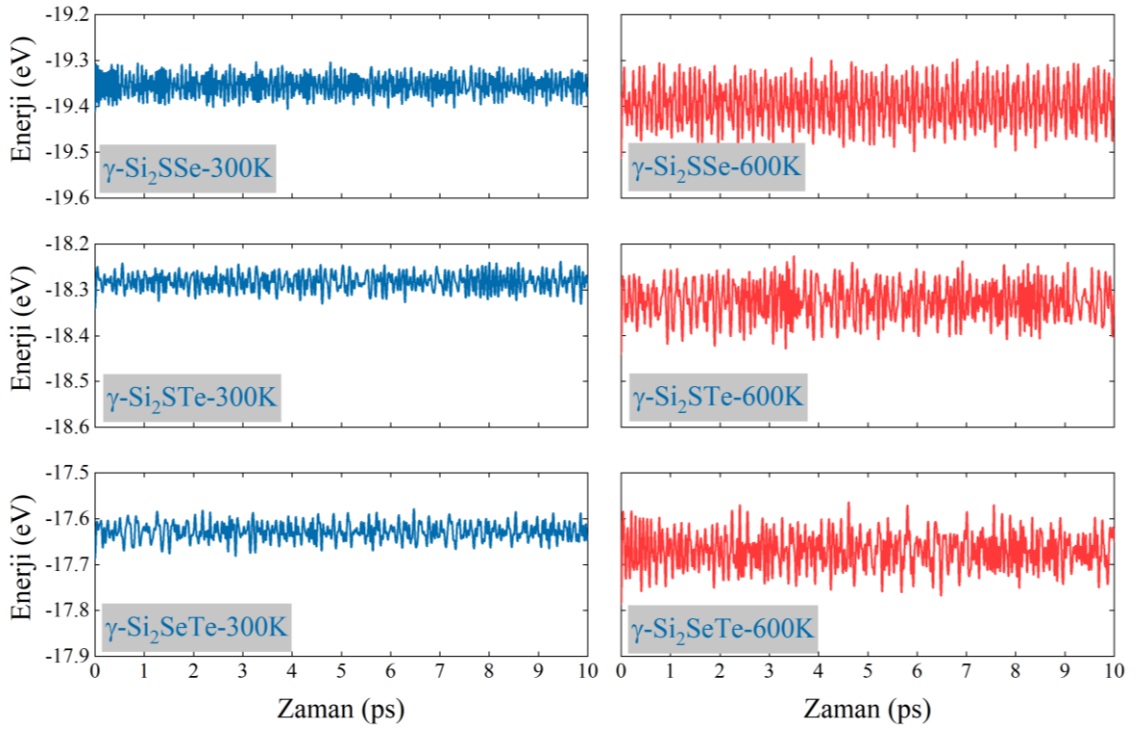 Enerji (eV)
-19.2
-19.3
-19.4
-19.5
-19.6
γ-Si₂SSe-300K
γ-Si₂SSe-600K
Enerji (eV)
-18.2
-18.3
-18.4
-18.5
-18.6
γ-Si₂STe-300K
γ-Si₂STe-600K
Enerji (eV)
-17.5
-17.6
-17.7
-17.8
-17.9
γ-Si₂SeTe-300K
γ-Si₂SeTe-600K
0 1 2 3 4 5 6 7 8 9 10
0 1 2 3 4 5 6 7 8 9 10
Zaman (ps)
Zaman (ps)